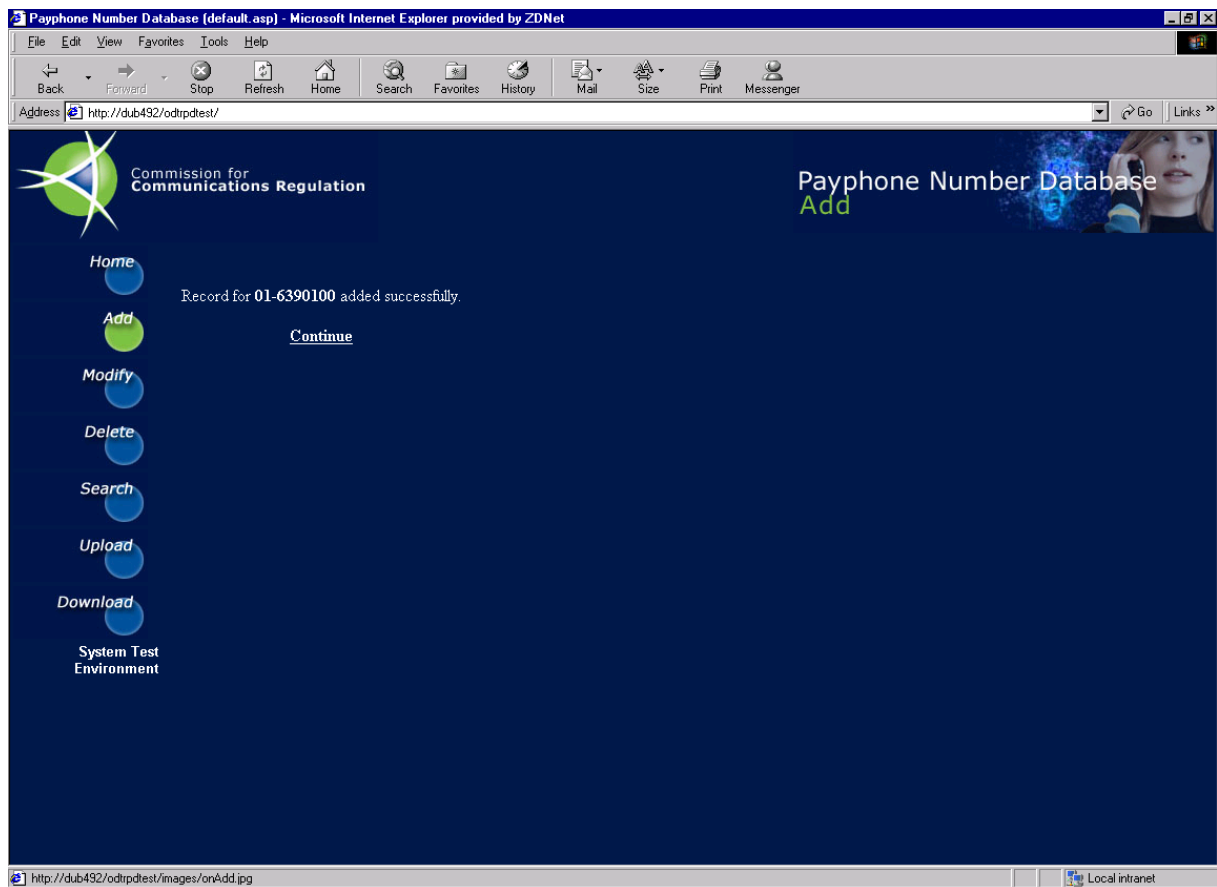 Payphone Number Database (default.asp) - Microsoft Internet Explorer provided by ZDNet
File Edit View Favorites Tools Help
Back Forward Stop Refresh Home Search Favorites History Mail Size Print Messenger
Address http://dub492/odtrpdtest/ Go Links »
Commission for
Communications Regulation
Payphone Number Database
Add
Home
Record for 01-6390100 added successfully.
Add
Continue
Modify
Delete
Search
Upload
Download
System Test
Environment
http://dub492/odtrpdtest/images/onAdd.jpg Local intranet